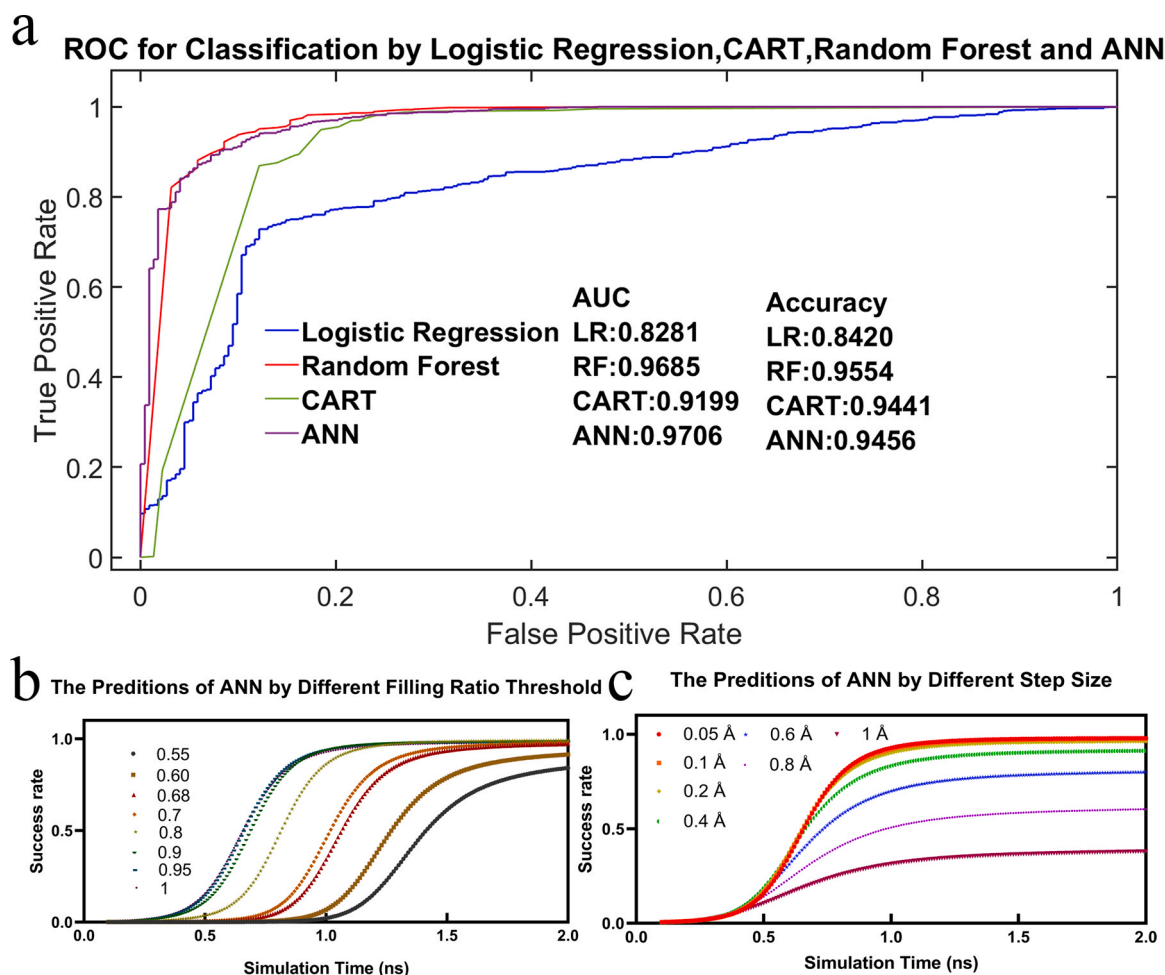 a
ROC for Classification by Logistic Regression,CART,Random Forest and ANN
1
0.8
0.6
0.4
0.2
0
True Positive Rate
0 0.2 0.4 0.6 0.8 1
False Positive Rate
Logistic Regression
Random Forest
CART
ANN
AUC
LR:0.8281
RF:0.9685
CART:0.9199
ANN:0.9706
Accuracy
LR:0.8420
RF:0.9554
CART:0.9441
ANN:0.9456
b
The Preditions of ANN by Different Filling Ratio Threshold
1.0
0.5
0.0
Success rate
0.55
0.60
0.68
0.7
0.8
0.9
0.95
1
0.0 0.5 1.0 1.5 2.0
Simulation Time (ns)
c
The Preditions of ANN by Different Step Size
1.0
0.5
0.0
Success rate
0.05 Å 0.6 Å 1 Å
0.1 Å 0.8 Å
0.2 Å
0.4 Å
0.0 0.5 1.0 1.5 2.0
Simulation Time (ns)